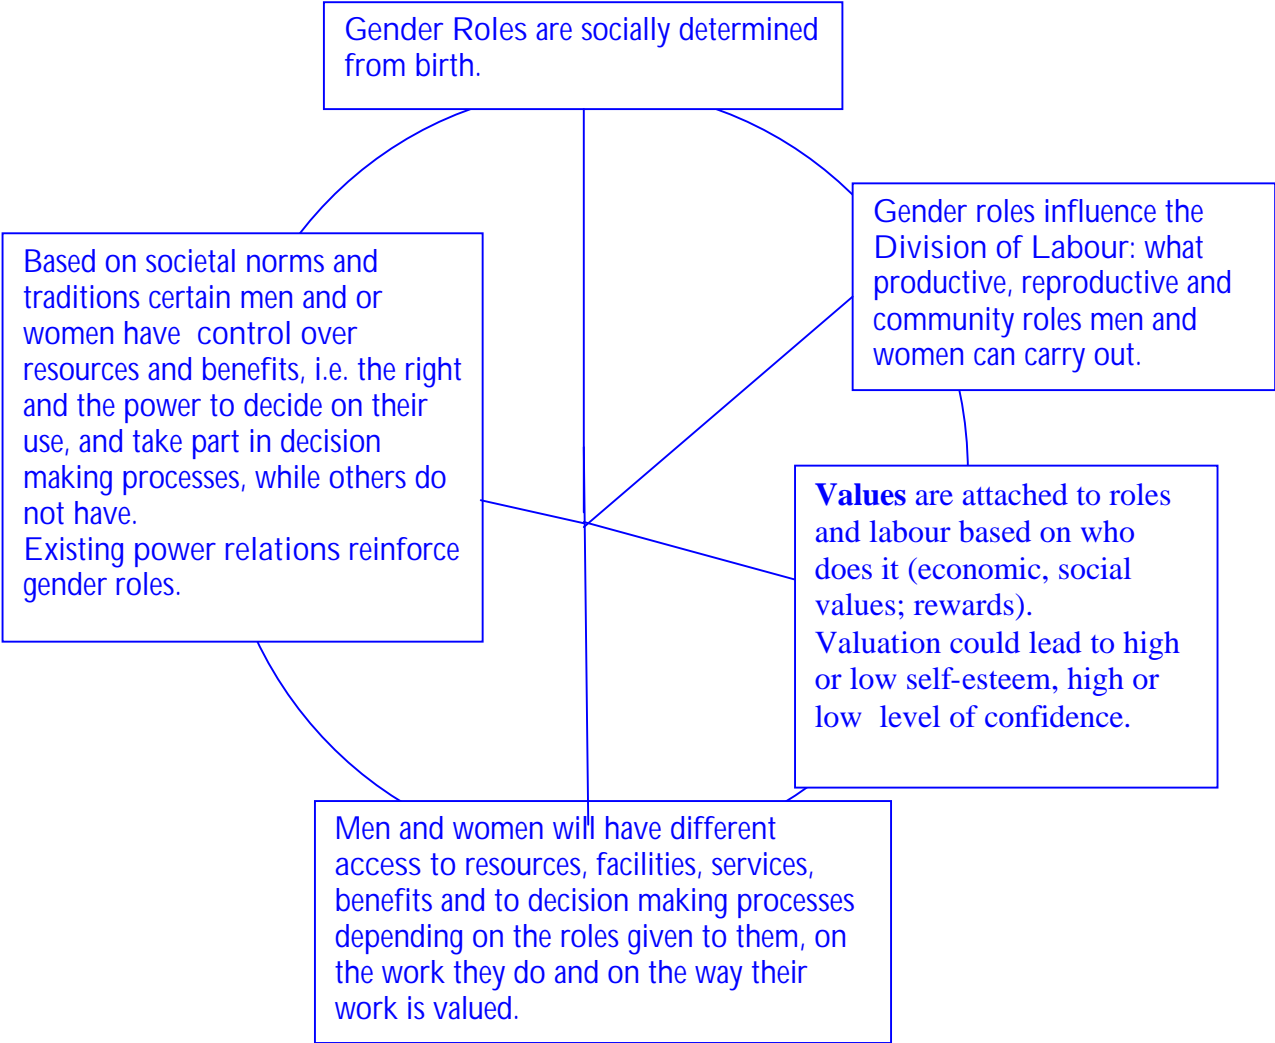 Gender Roles are socially determined
from birth.
Gender roles influence the
Division of Labour: what
productive, reproductive and
community roles men and
women can carry out.
Values are attached to roles
and labour based on who
does it (economic, social
values; rewards).
Valuation could lead to high
or low self-esteem, high or
low  level of confidence.
Men and women will have different
access to resources, facilities, services,
benefits and to decision making processes
depending on the roles given to them, on
the work they do and on the way their
work is valued.
Based on societal norms and
traditions certain men and or
women have  control over
resources and benefits, i.e. the right
and the power to decide on their
use, and take part in decision
making processes, while others do
not have.
Existing power relations reinforce
gender roles.